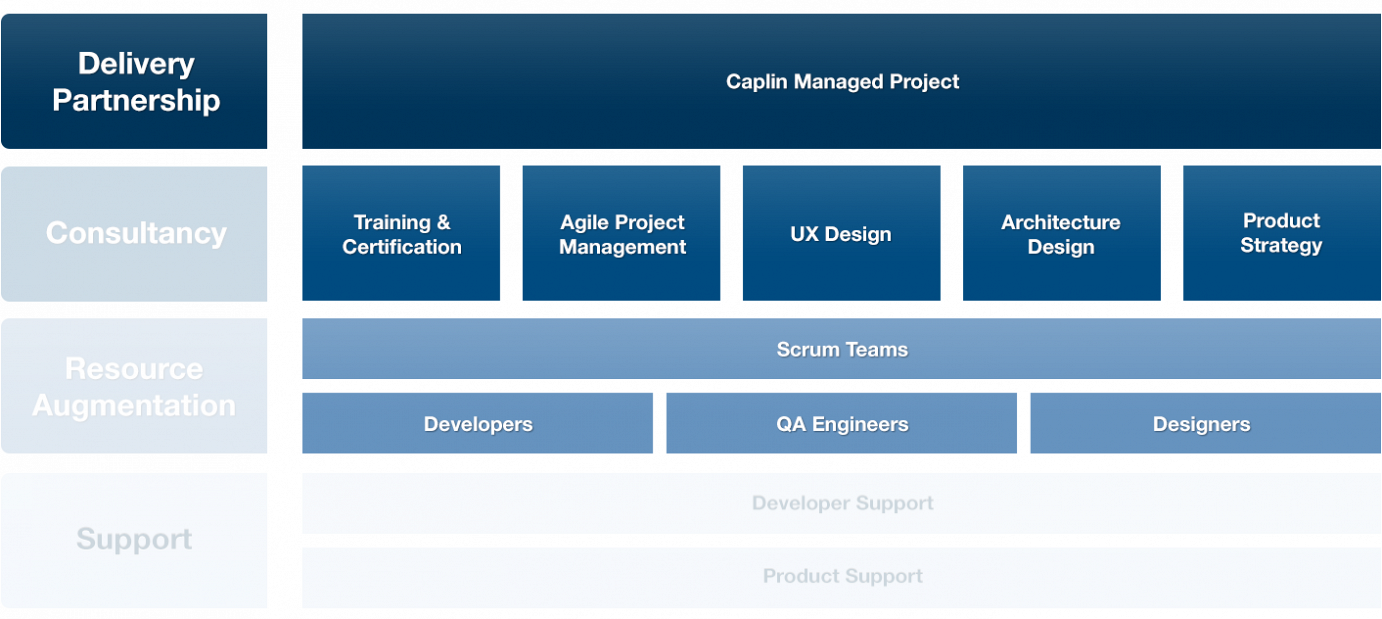 Delivery
Partnership
Caplin Managed Project
Consultancy
Training &
Certification
Agile Project
Management
UX Design
Architecture
Design
Product
Strategy
Resource
Augmentation
Scrum Teams
Developers
QA Engineers
Designers
Support
Developer Support
Product Support